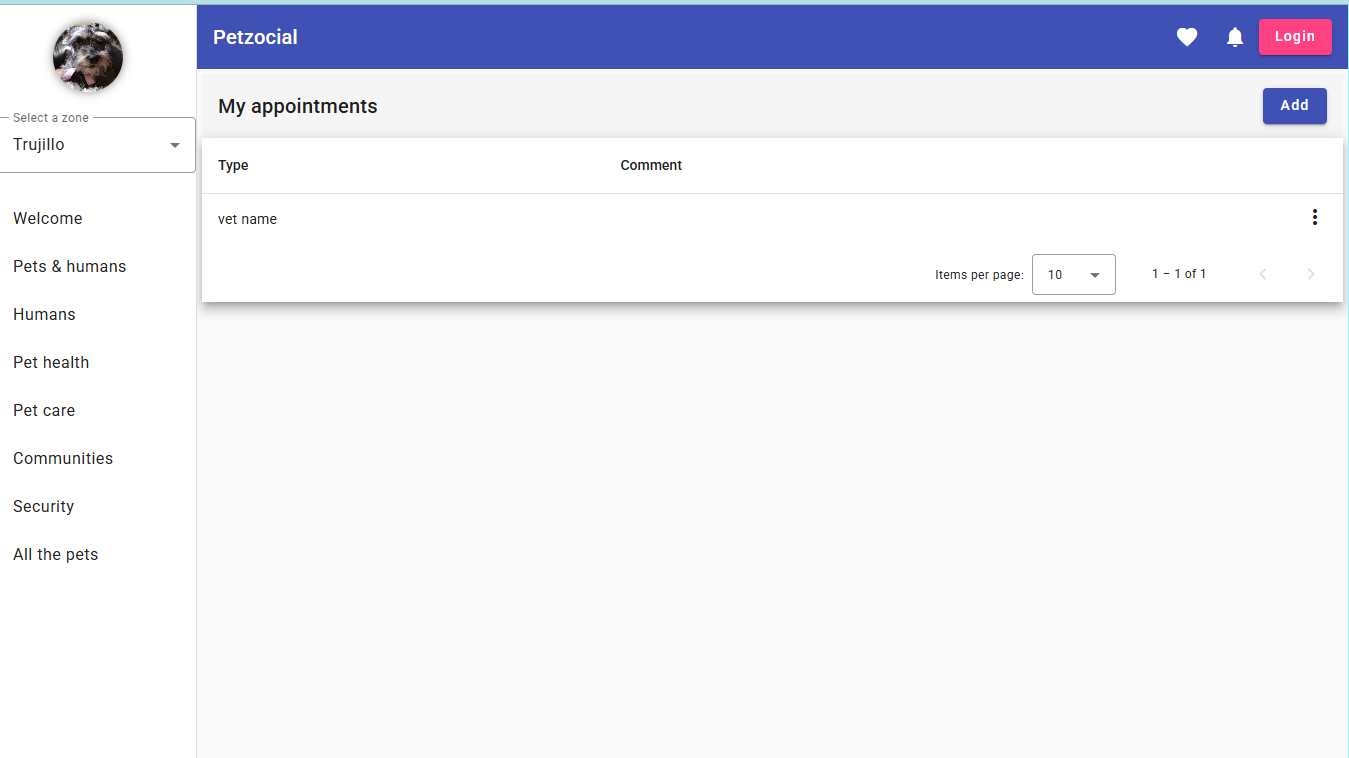 Petzocial
Login
Select a zone
Trujillo
Welcome
Pets & humans
Humans
Pet health
Pet care
Communities
Security
All the pets
My appointments
Add
Type Comment
vet name
Items per page: 10 1 – 1 of 1